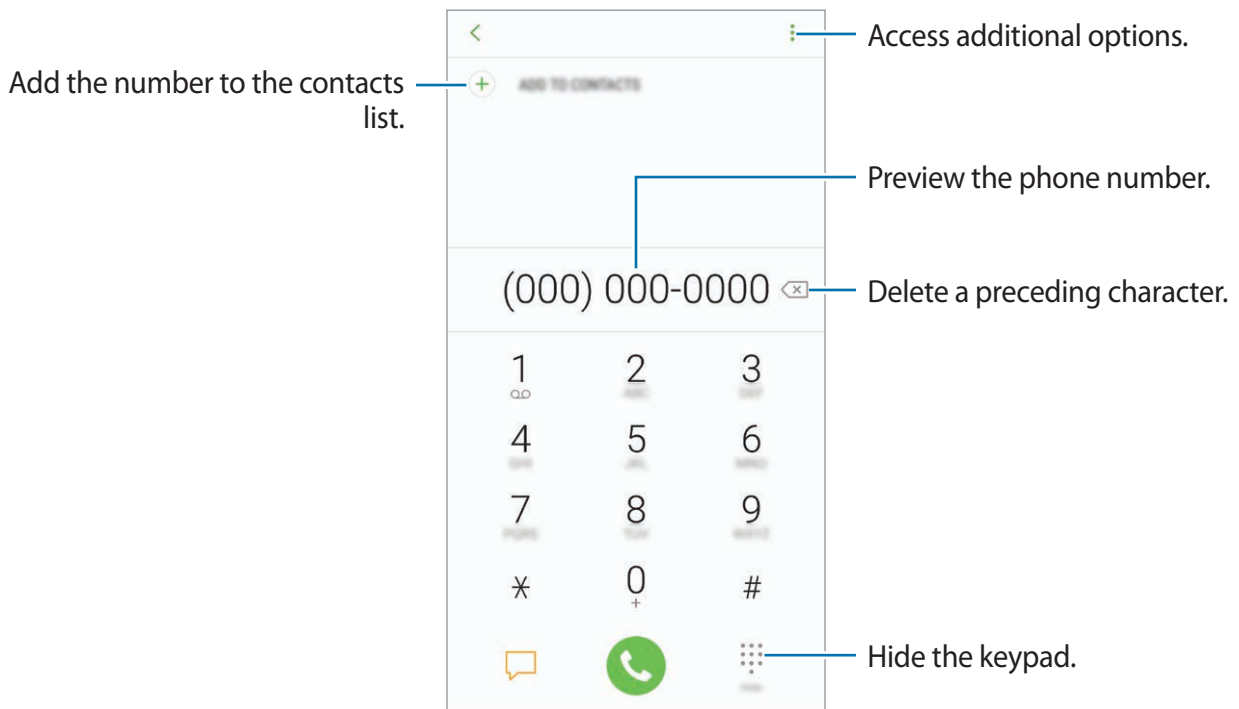 Access additional options.
Add the number to the contacts
list.
ADD TO CONTACTS
Preview the phone number.
(000) 000-0000
Delete a preceding character.
1 2 3
4 5 6
7 8 9
* 0 #
+
Hide the keypad.